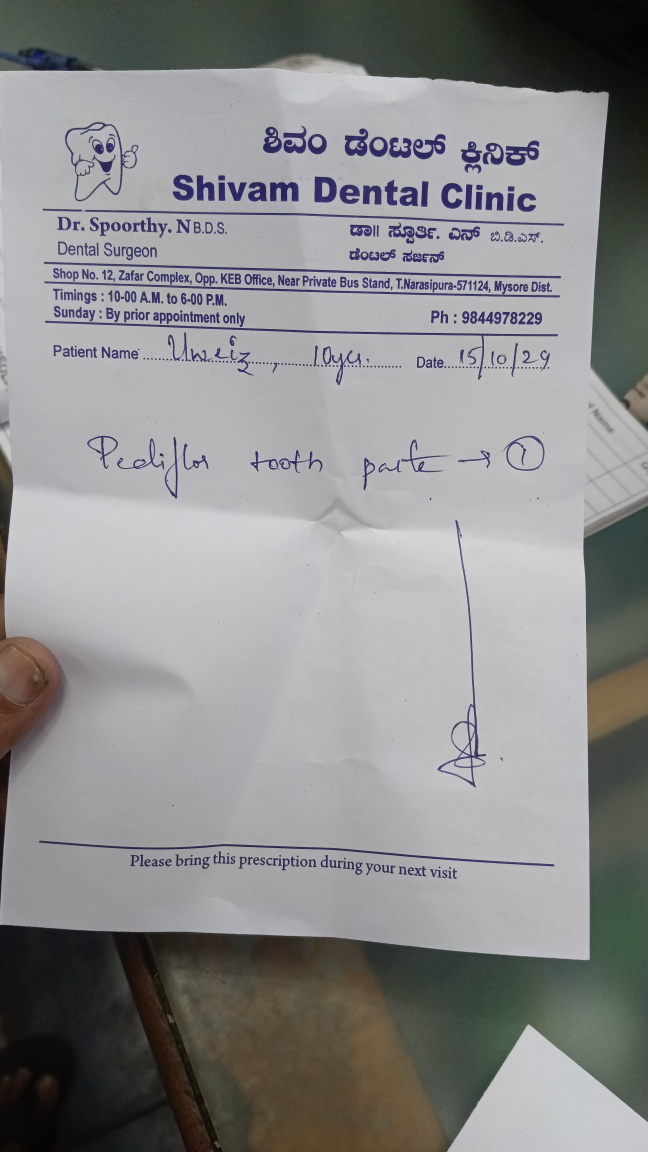 ಶಿವಂ ಡೆಂಟಲ್ ಕ್ಲಿನಿಕ್
Shivam Dental Clinic
Dr. Spoorthy. N B.D.S.
Dental Surgeon
ಡಾ॥ ಸ್ಪೂರ್ತಿ. ಎನ್ ಬಿ.ಡಿ.ಎಸ್.
ಡೆಂಟಲ್ ಸರ್ಜನ್
Shop No. 12, Zafar Complex, Opp. KEB Office, Near Private Bus Stand, T.Narasipura-571124, Mysore Dist.
Timings : 10-00 A.M. to 6-00 P.M.
Sunday : By prior appointment only
Ph : 9844978229
Patient Name Uweiz, 10yrs. Date 15/10/29
Pediflor tooth paste → 1
Please bring this prescription during your next visit